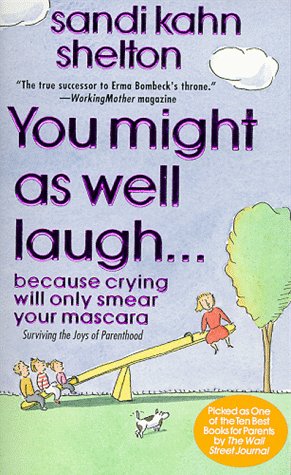 sandi kahn
shelton
"The true successor to Erma Bombeck's throne."
—WorkingMother magazine
You might
as well
laugh...
because crying
will only smear
your mascara
Surviving the Joys of Parenthood
Picked as One
of the Ten Best
Books for Parents
by The Wall
Street Journal